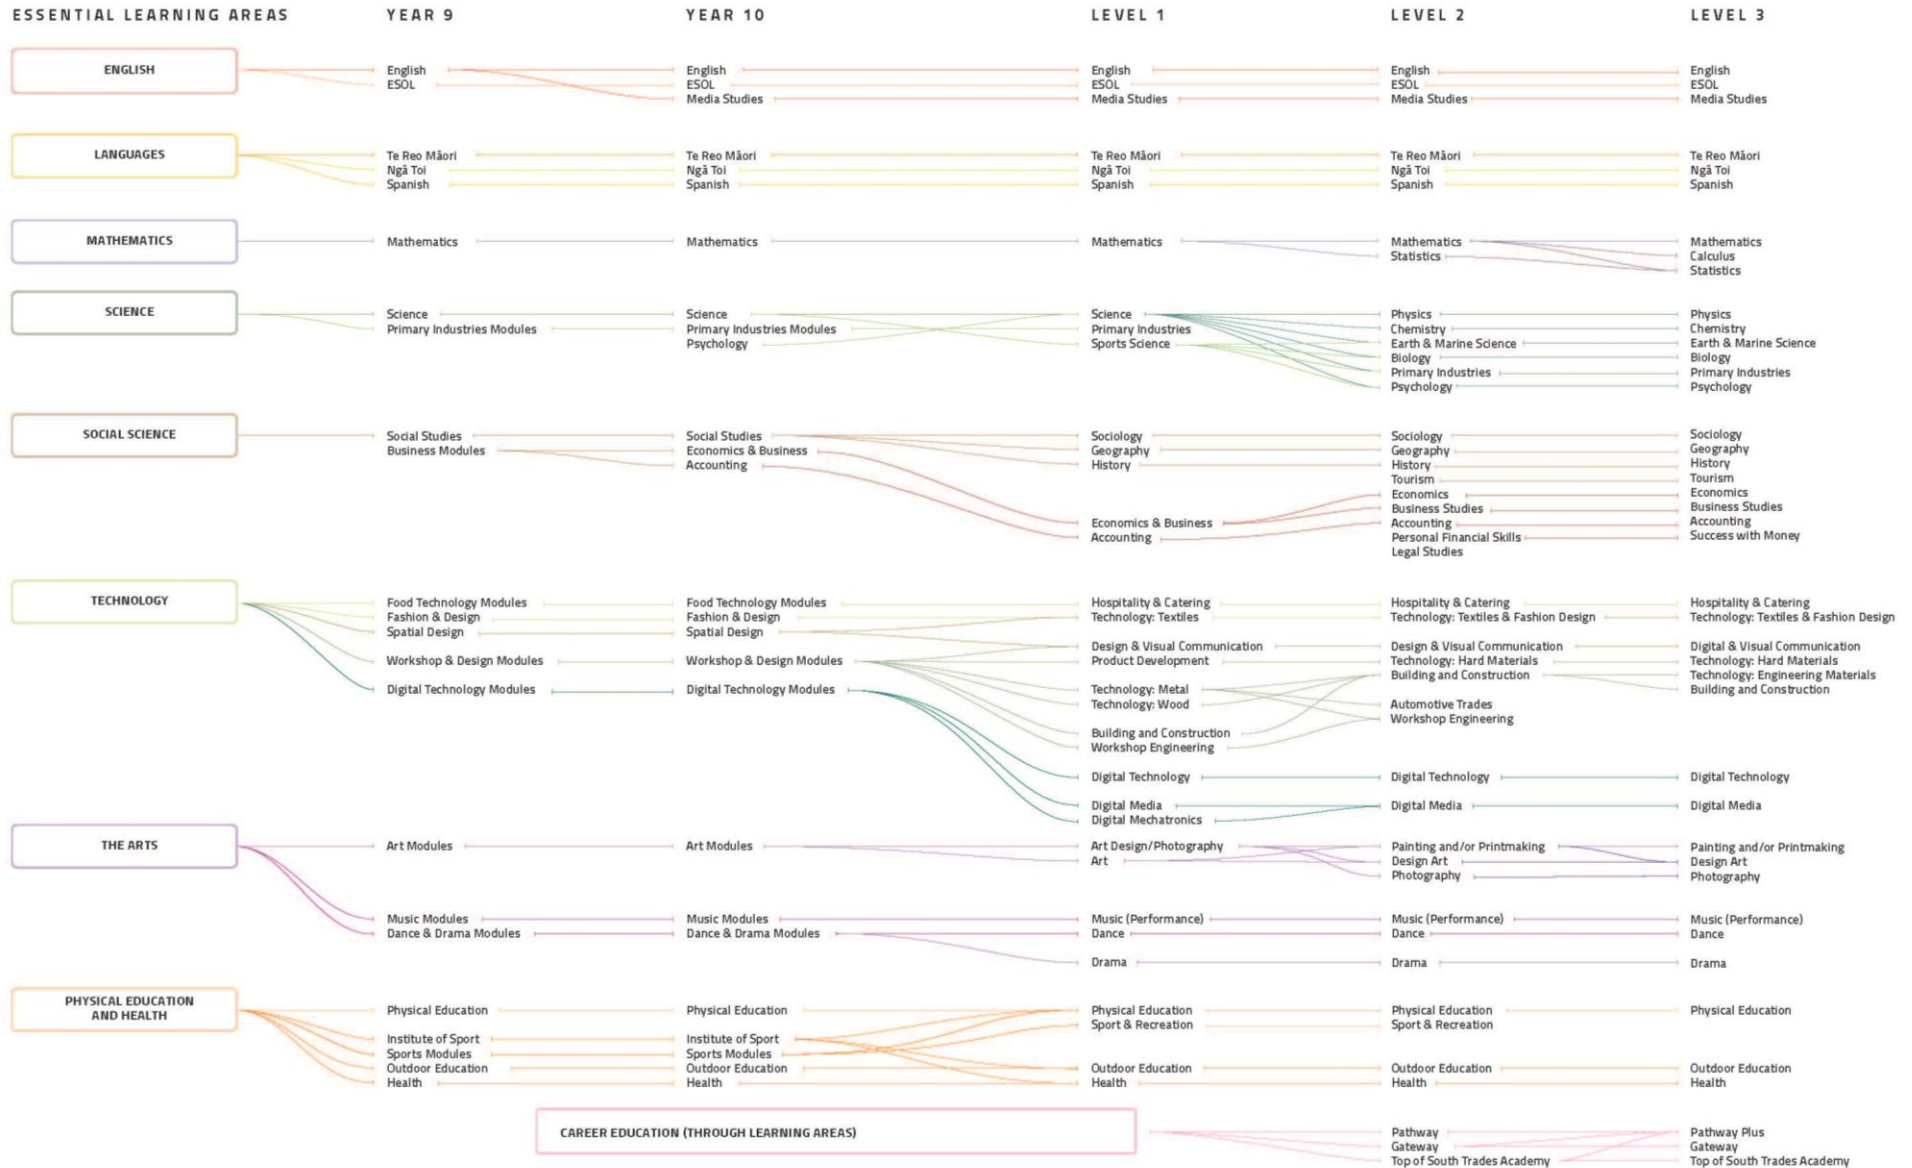 ESSENTIAL LEARNING AREAS YEAR 9 YEAR 10 LEVEL 1 LEVEL 2 LEVEL 3
ENGLISH English English English English English
ESOL ESOL ESOL ESOL ESOL
Media Studies Media Studies Media Studies Media Studies
LANGUAGES Te Reo Māori Te Reo Māori Te Reo Māori Te Reo Māori Te Reo Māori
Ngā Toi Ngā Toi Ngā Toi Ngā Toi Ngā Toi
Spanish Spanish Spanish Spanish Spanish
MATHEMATICS Mathematics Mathematics Mathematics Mathematics Mathematics
Statistics Calculus
Statistics
SCIENCE Science Science Science Physics Physics
Primary Industries Modules Primary Industries Modules Primary Industries Chemistry Chemistry
Psychology Sports Science Earth & Marine Science Earth & Marine Science
Biology Biology
Primary Industries Primary Industries
Psychology Psychology
SOCIAL SCIENCE Social Studies Social Studies Sociology Sociology Sociology
Business Modules Economics & Business Geography Geography Geography
Accounting History History History
Tourism Tourism
Economics Economics
Business Studies Business Studies
Economics & Business Accounting Accounting
Accounting Personal Financial Skills Success with Money
Legal Studies
TECHNOLOGY Food Technology Modules Food Technology Modules Hospitality & Catering Hospitality & Catering Hospitality & Catering
Fashion & Design Fashion & Design Technology: Textiles Technology: Textiles & Fashion Design Technology: Textiles & Fashion Design
Spatial Design Spatial Design
Design & Visual Communication Design & Visual Communication Digital & Visual Communication
Workshop & Design Modules Workshop & Design Modules Product Development Technology: Hard Materials Technology: Hard Materials
Building and Construction Technology: Engineering Materials
Digital Technology Modules Digital Technology Modules Technology: Metal Building and Construction
Technology: Wood Automotive Trades
Workshop Engineering
Building and Construction
Workshop Engineering
Digital Technology Digital Technology Digital Technology
Digital Media Digital Media Digital Media
Digital Mechatronics
THE ARTS Art Modules Art Modules Art Design/Photography Painting and/or Printmaking Painting and/or Printmaking
Art Design Art Design Art
Photography Photography
Music Modules Music Modules Music (Performance) Music (Performance) Music (Performance)
Dance & Drama Modules Dance & Drama Modules Dance Dance Dance
Drama Drama Drama
PHYSICAL EDUCATION
AND HEALTH
Physical Education Physical Education Physical Education Physical Education Physical Education
Sport & Recreation Sport & Recreation
Institute of Sport Institute of Sport
Sports Modules Sports Modules
Outdoor Education Outdoor Education Outdoor Education Outdoor Education Outdoor Education
Health Health Health Health Health
CAREER EDUCATION (THROUGH LEARNING AREAS) Pathway Pathway Plus
Gateway Gateway
Top of South Trades Academy Top of South Trades Academy